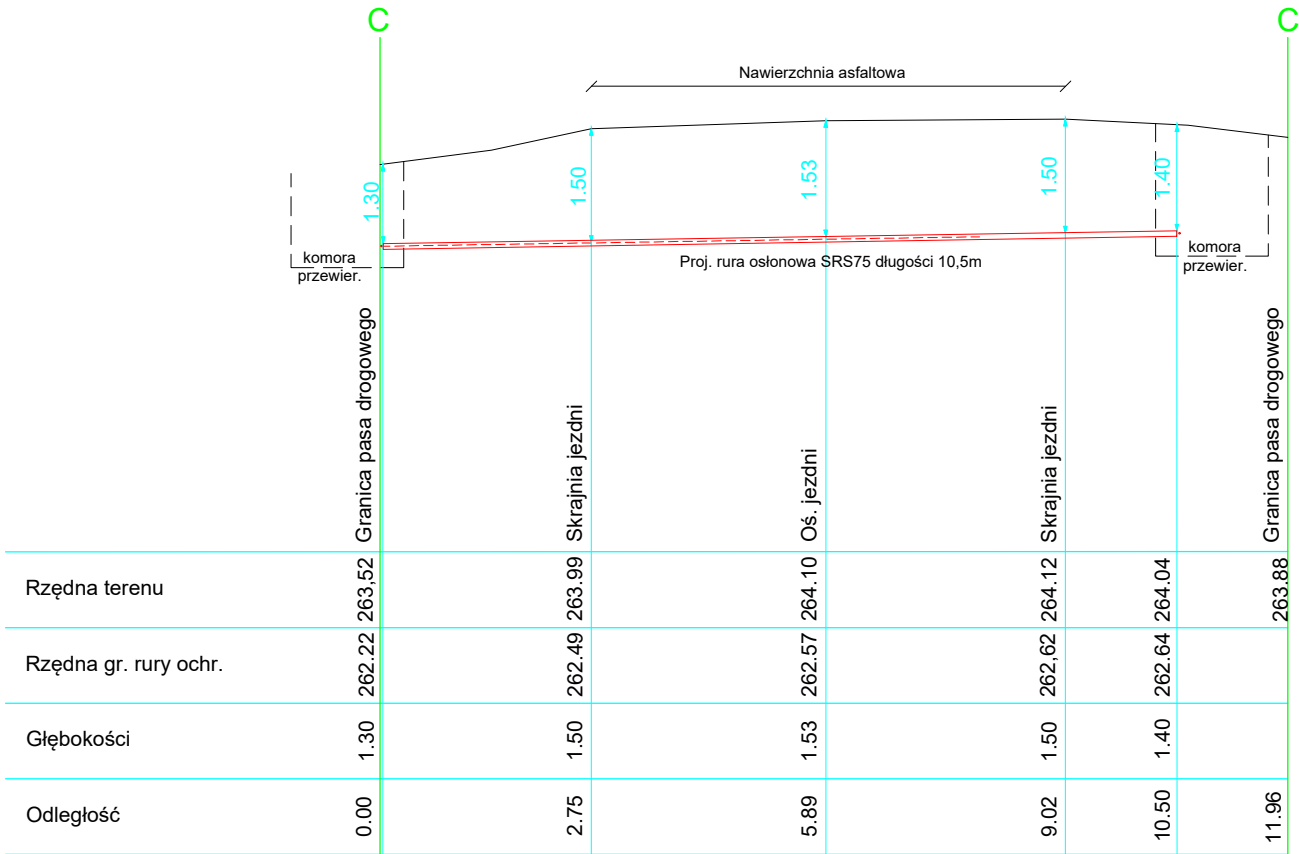 C
C
Nawierzchnia asfaltowa
1.30
1.50
1.53
1.50
1.40
komora
przewier.
Proj. rura osłonowa SRS75 długości 10,5m
komora
przewier.
Granica pasa drogowego
Skrajnia jezdni
Oś. jezdni
Skrajnia jezdni
Granica pasa drogowego
Rzędna terenu
263,52
263.99
264.10
264.12
264.04
263.88
Rzędna gr. rury ochr.
262.22
262.49
262.57
262,62
262.64
Głębokości
1.30
1.50
1.53
1.50
1.40
Odległość
0.00
2.75
5.89
9.02
10.50
11.96